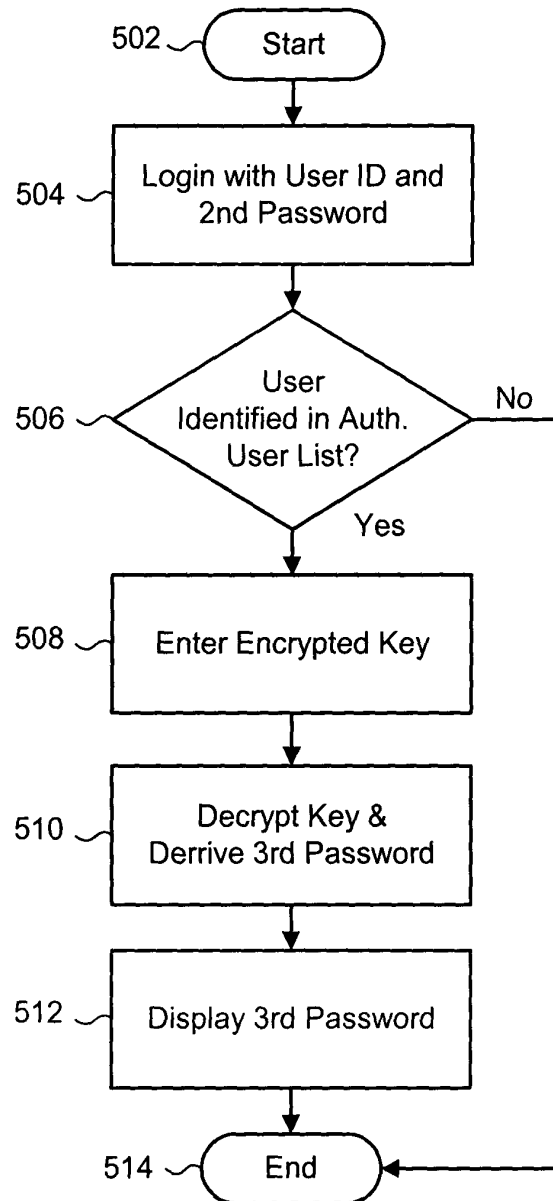 502
Start
504
Login with User ID and
2nd Password
506
User
Identified in Auth.
User List?
No
Yes
508
Enter Encrypted Key
510
Decrypt Key &
Derrive 3rd Password
512
Display 3rd Password
514
End